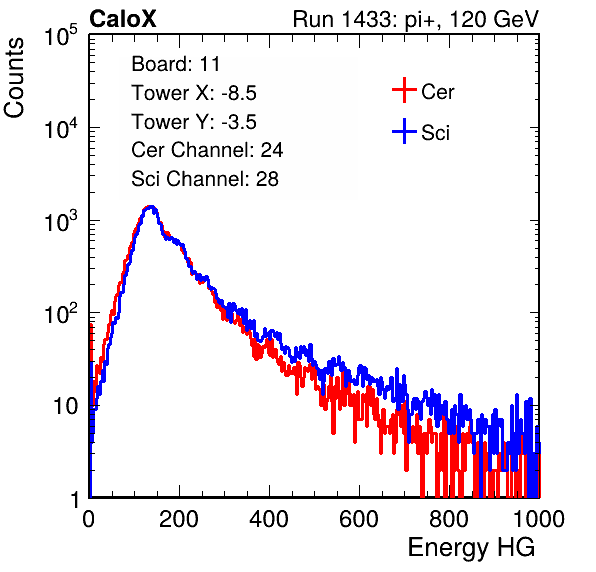 CaloX Run 1433: pi+, 120 GeV
Counts
Board: 11
Tower X: -8.5
Tower Y: -3.5
Cer Channel: 24
Sci Channel: 28
Cer
Sci
10^5
10^4
10^3
10^2
10
1
0 200 400 600 800 1000
Energy HG